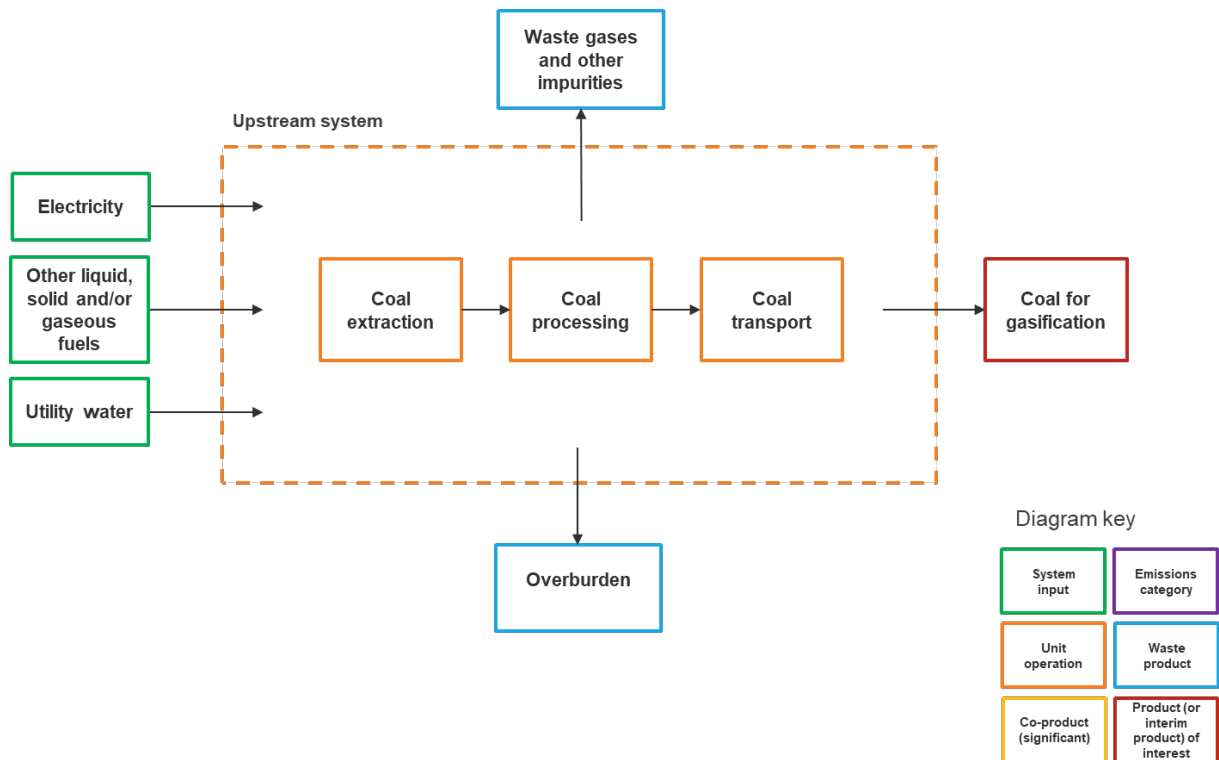 Waste gases
and other
impurities
Upstream system
Electricity
Other liquid,
solid and/or
gaseous
fuels
Utility water
Coal
extraction
Coal
processing
Coal
transport
Coal for
gasification
Overburden
Diagram key
System
input
Emissions
category
Unit
operation
Waste
product
Co-product
(significant)
Product (or
interim
product) of
interest